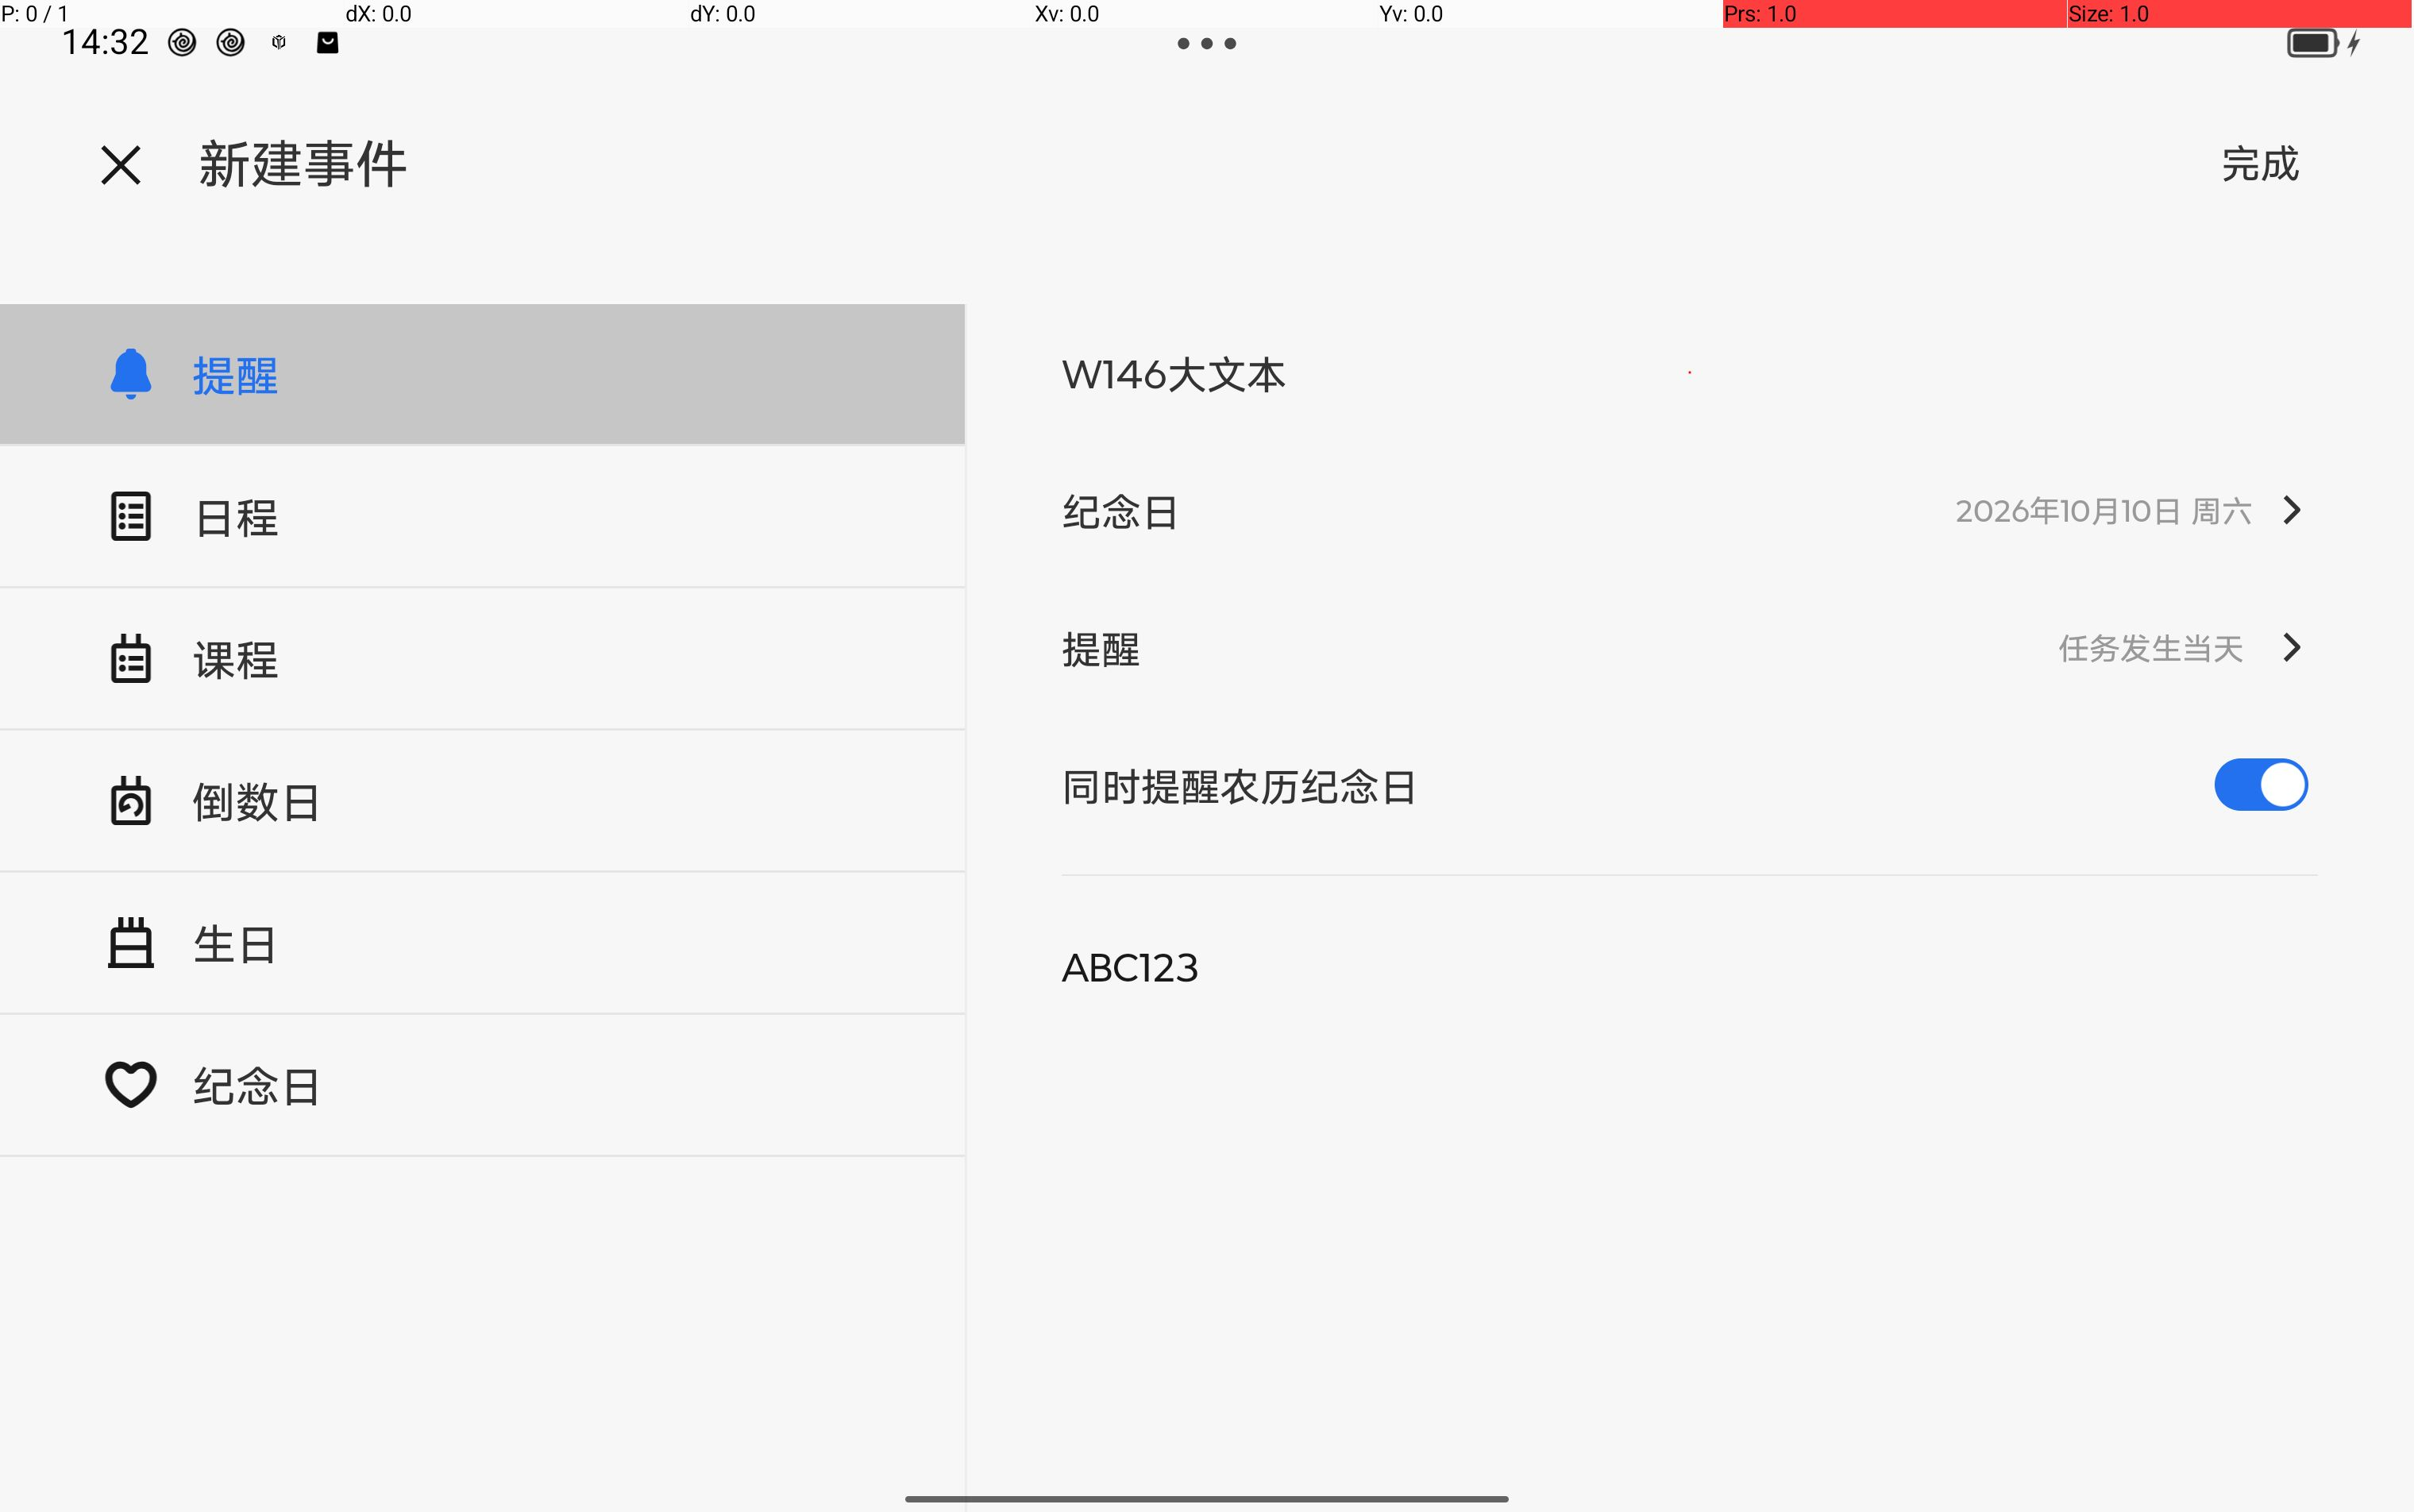 P: 0 / 1 dX: 0.0 dY: 0.0 Xv: 0.0 Yv: 0.0 Prs: 1.0 Size: 1.0
14:32
新建事件 完成
提醒
日程
课程
倒数日
生日
纪念日
W146大文本
纪念日 2026年10月10日 周六
提醒 任务发生当天
同时提醒农历纪念日
ABC123